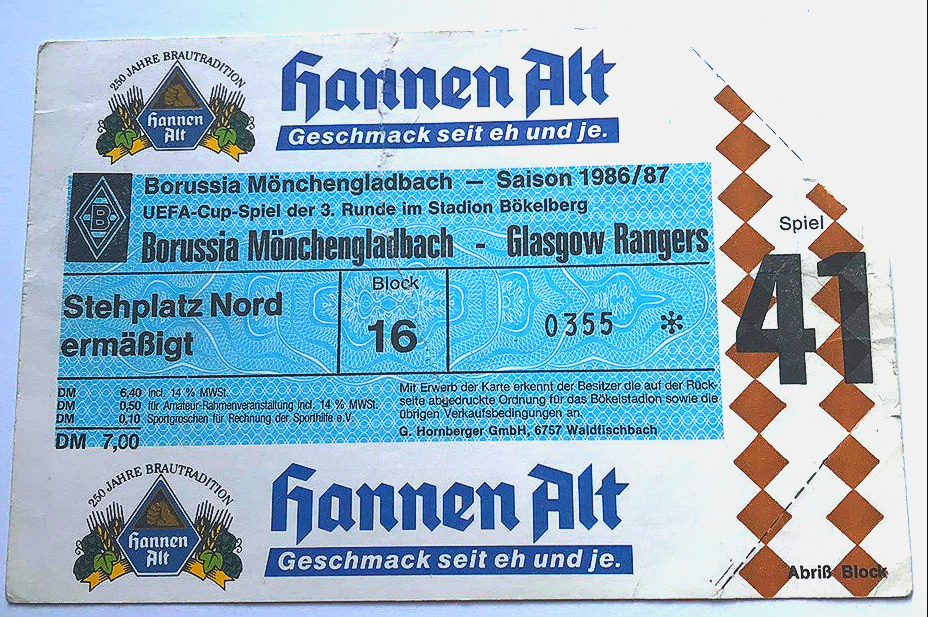 250 JAHRE BRAUTRADITION
Hannen
Alt
Hannen Alt
Geschmack seit eh und je.
B
Borussia Mönchengladbach — Saison 1986/87
UEFA-Cup-Spiel der 3. Runde im Stadion Bökelberg
Borussia Mönchengladbach - Glasgow Rangers
Stehplatz Nord
ermäßigt
Block
16
0355 *
DM 6,40 incl. 14 % MWSt.
DM 0,50 für Amateur-Rahmenveranstaltung incl. 14 % MWSt.
DM 0,10 Sportgroschen für Rechnung der Sporthilfe e.V.
DM 7,00
Mit Erwerb der Karte erkennt der Besitzer die auf der Rück-
seite abgedruckte Ordnung für das Bökelstadion sowie die
übrigen Verkaufsbedingungen an.
G. Hornberger GmbH, 6757 Waldfischbach
Spiel
41
250 JAHRE BRAUTRADITION
Hannen
Alt
Hannen Alt
Geschmack seit eh und je.
Abriß Block